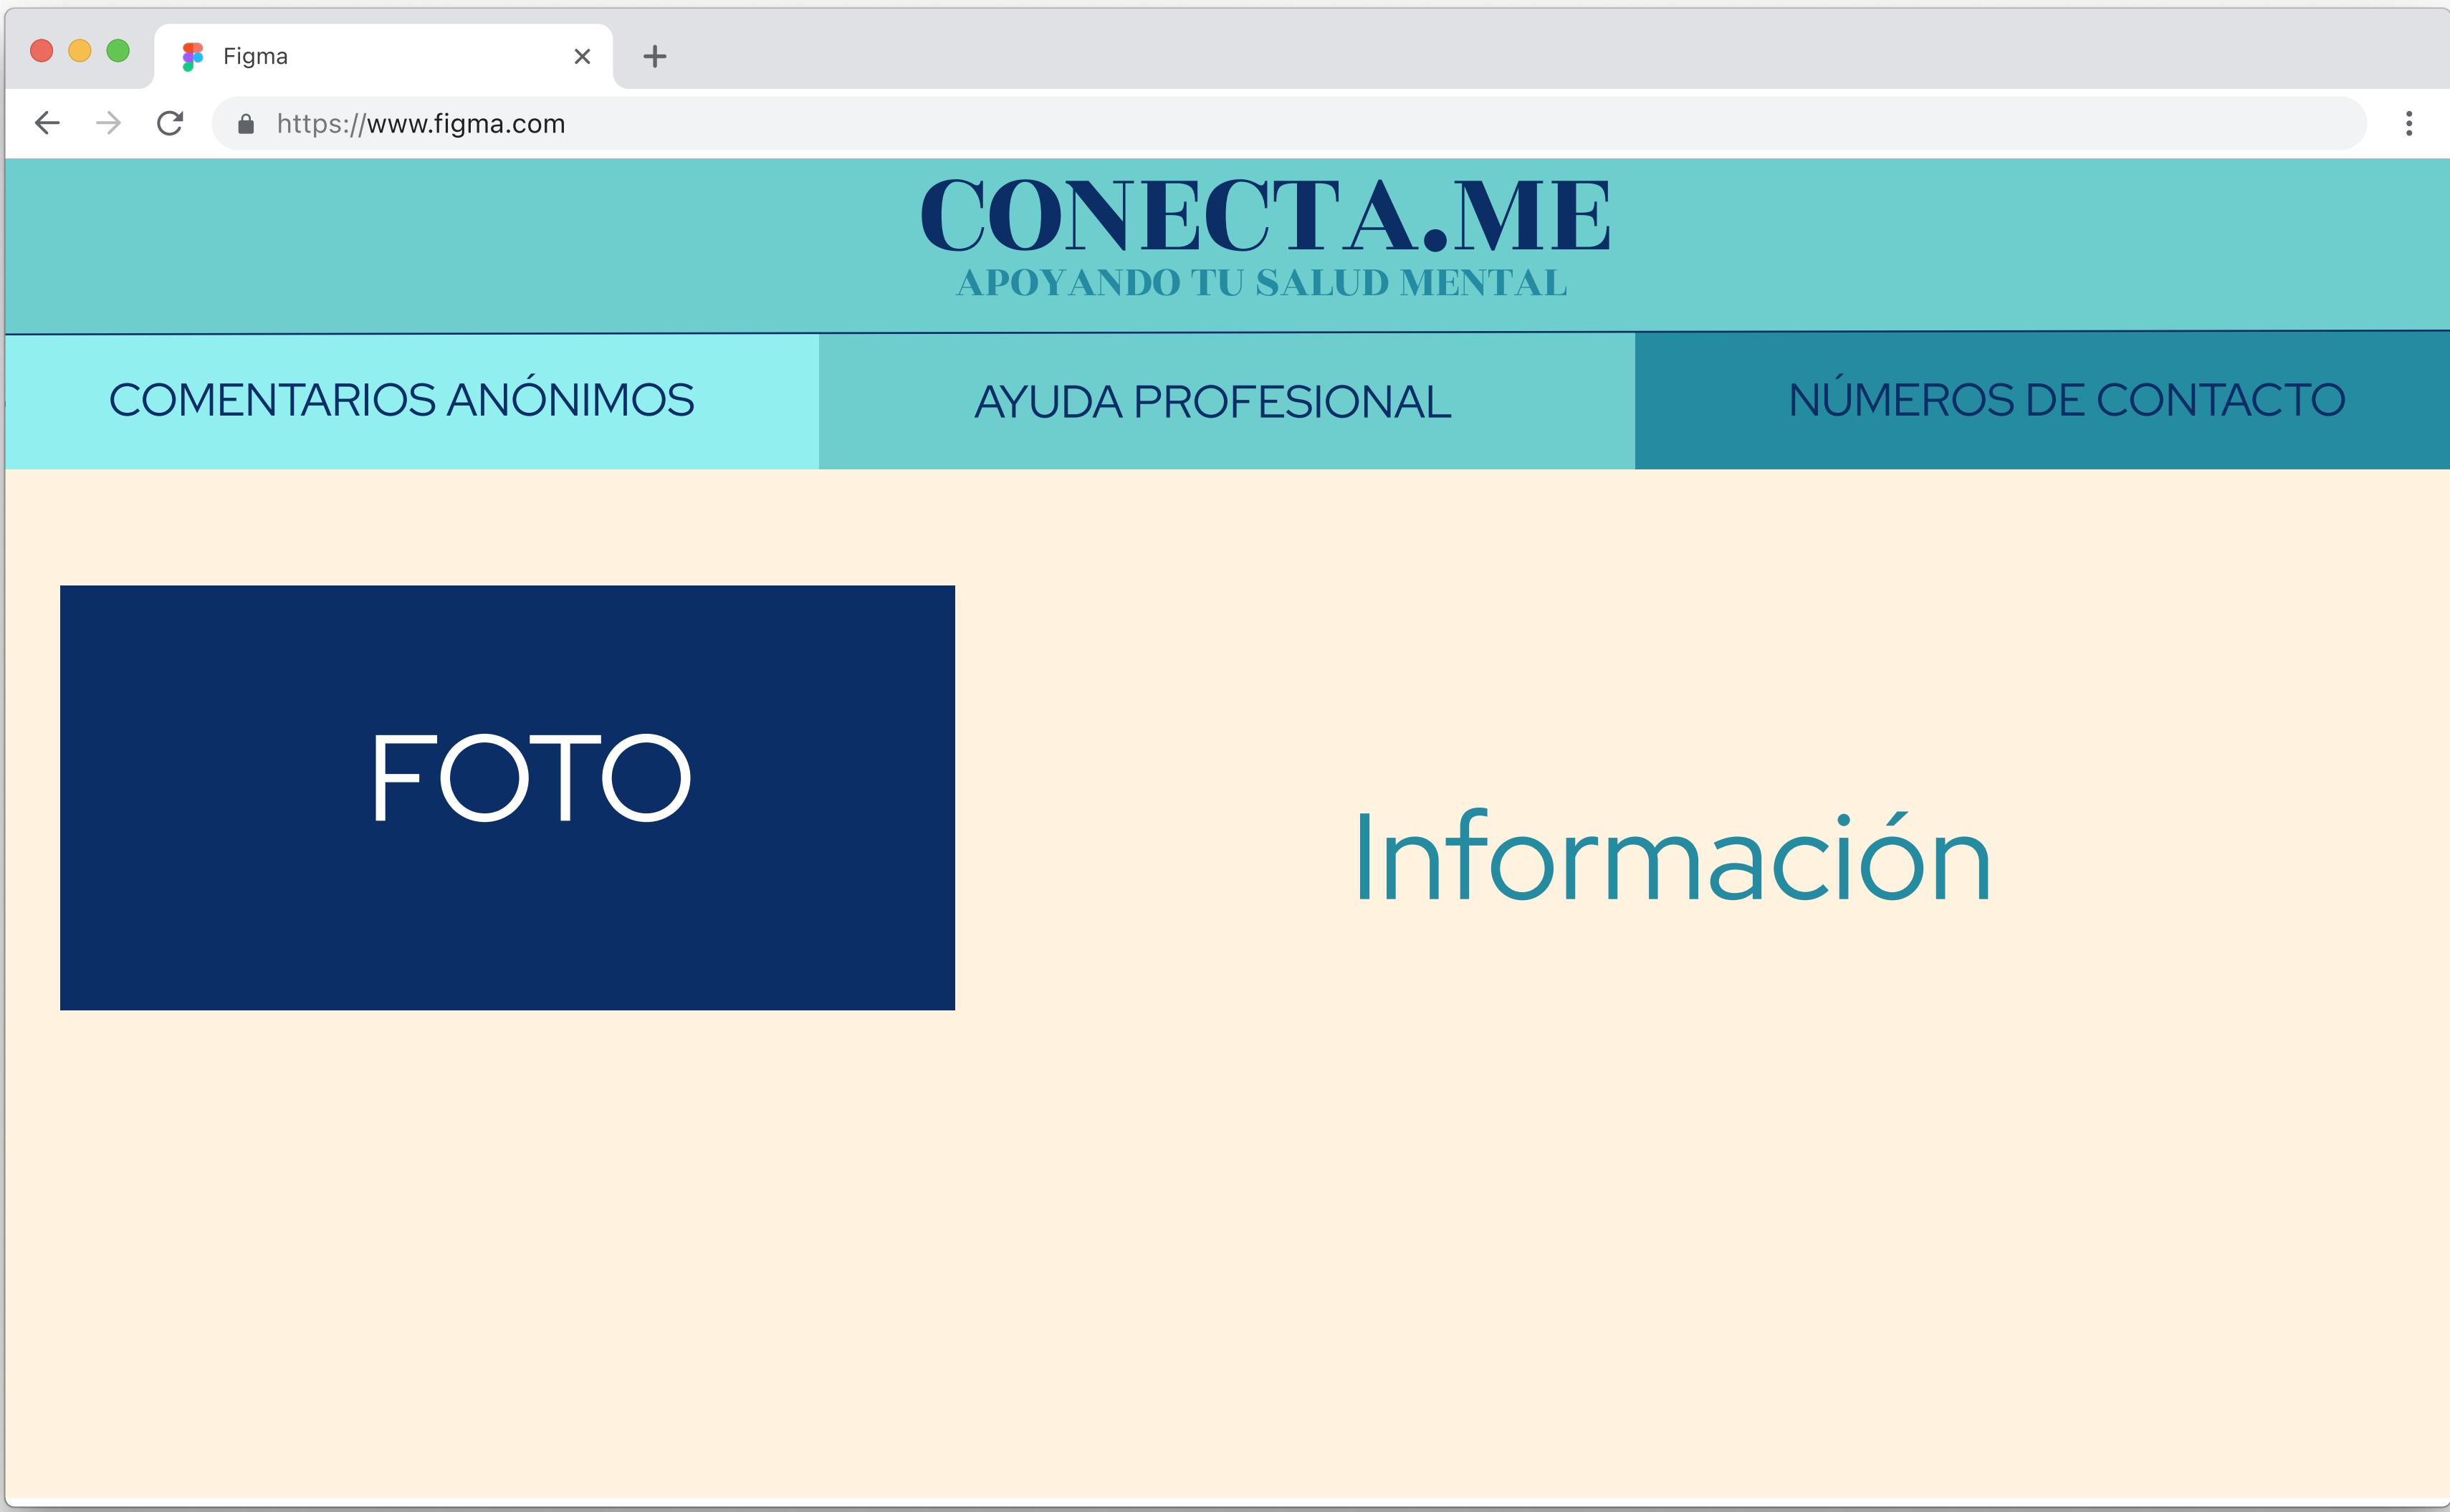 Figma
https://www.figma.com
CONECTA.ME
APOYANDO TU SALUD MENTAL
COMENTARIOS ANÓNIMOS
AYUDA PROFESIONAL
NÚMEROS DE CONTACTO
FOTO
Información